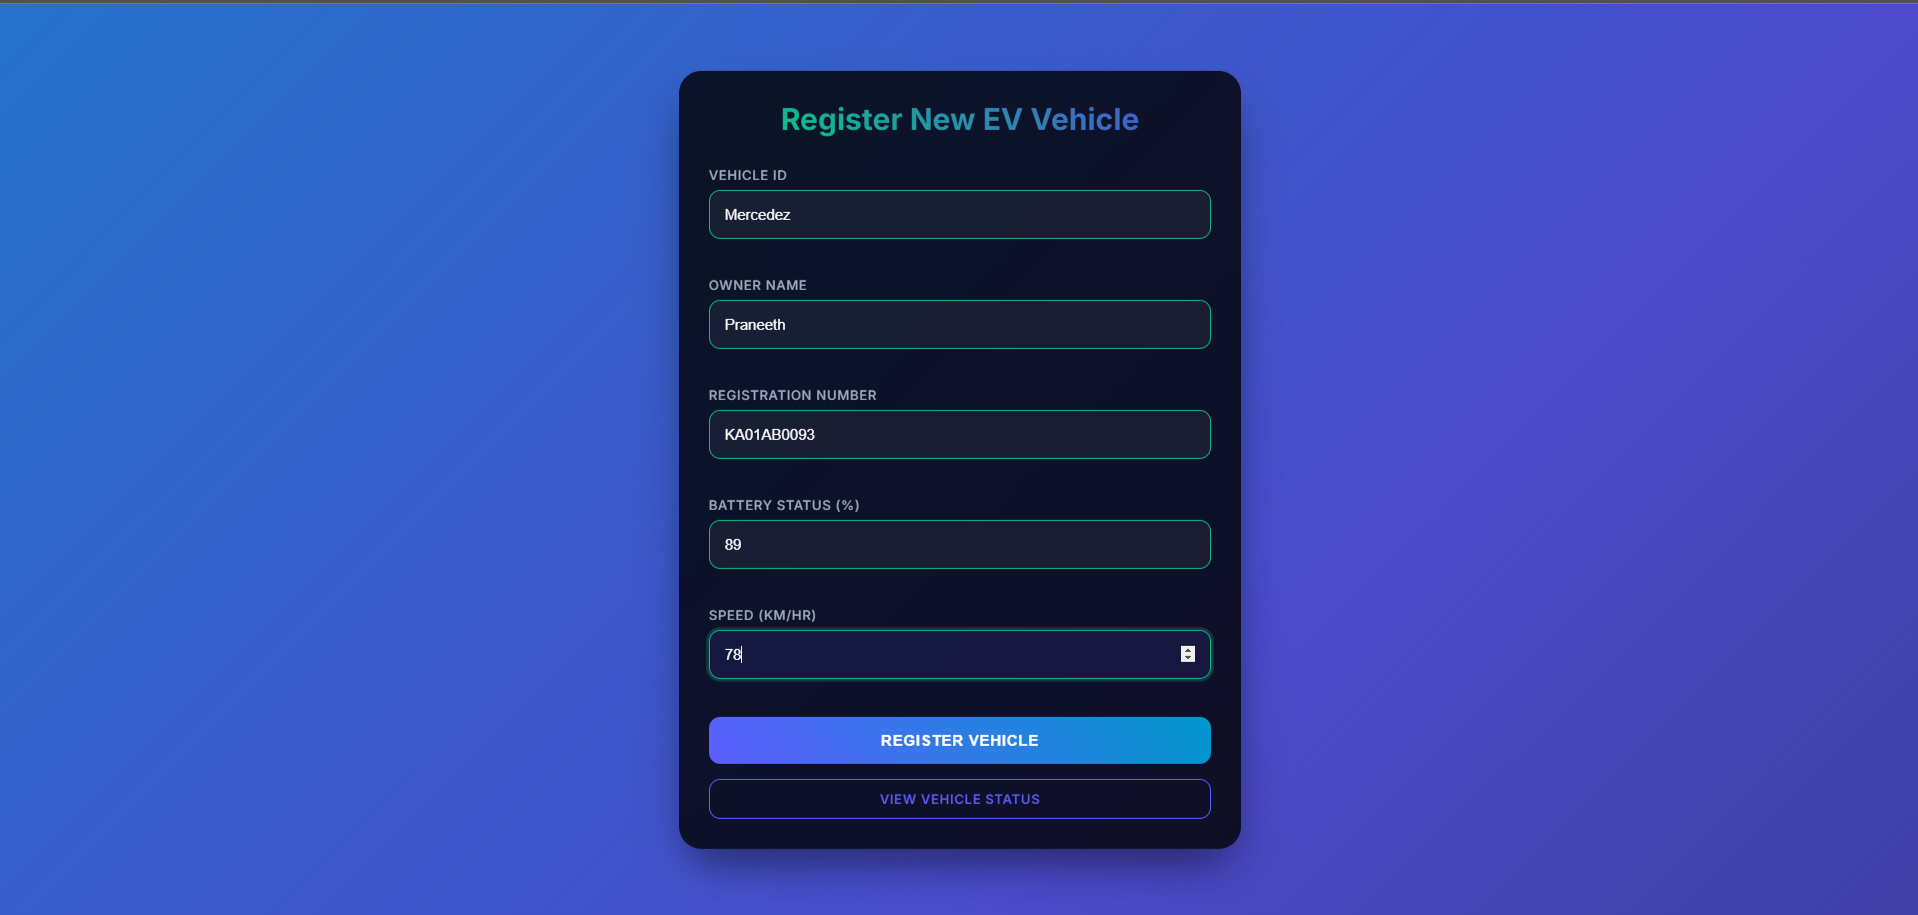 Register New EV Vehicle
VEHICLE ID
Mercedez
OWNER NAME
Praneeth
REGISTRATION NUMBER
KA01AB0093
BATTERY STATUS (%)
89
SPEED (KM/HR)
78
REGISTER VEHICLE
VIEW VEHICLE STATUS